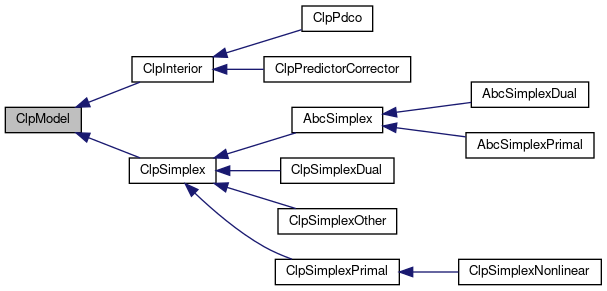 ClpPdco
ClpInterior
ClpPredictorCorrector
AbcSimplexDual
ClpModel
AbcSimplex
AbcSimplexPrimal
ClpSimplex
ClpSimplexDual
ClpSimplexOther
ClpSimplexPrimal
ClpSimplexNonlinear